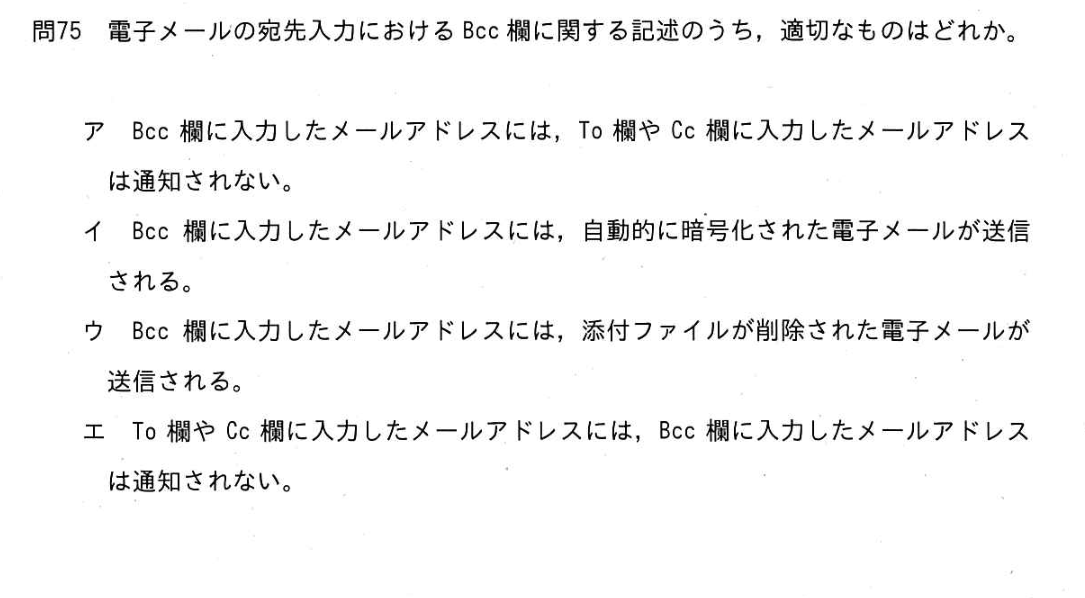 問75 電子メールの宛先入力における Bcc 欄に関する記述のうち，適切なものはどれか。
ア Bcc 欄に入力したメールアドレスには，To 欄や Cc 欄に入力したメールアドレス
は通知されない。
イ Bcc 欄に入力したメールアドレスには，自動的に暗号化された電子メールが送信
される。
ウ Bcc 欄に入力したメールアドレスには，添付ファイルが削除された電子メールが
送信される。
エ To 欄や Cc 欄に入力したメールアドレスには，Bcc 欄に入力したメールアドレス
は通知されない。